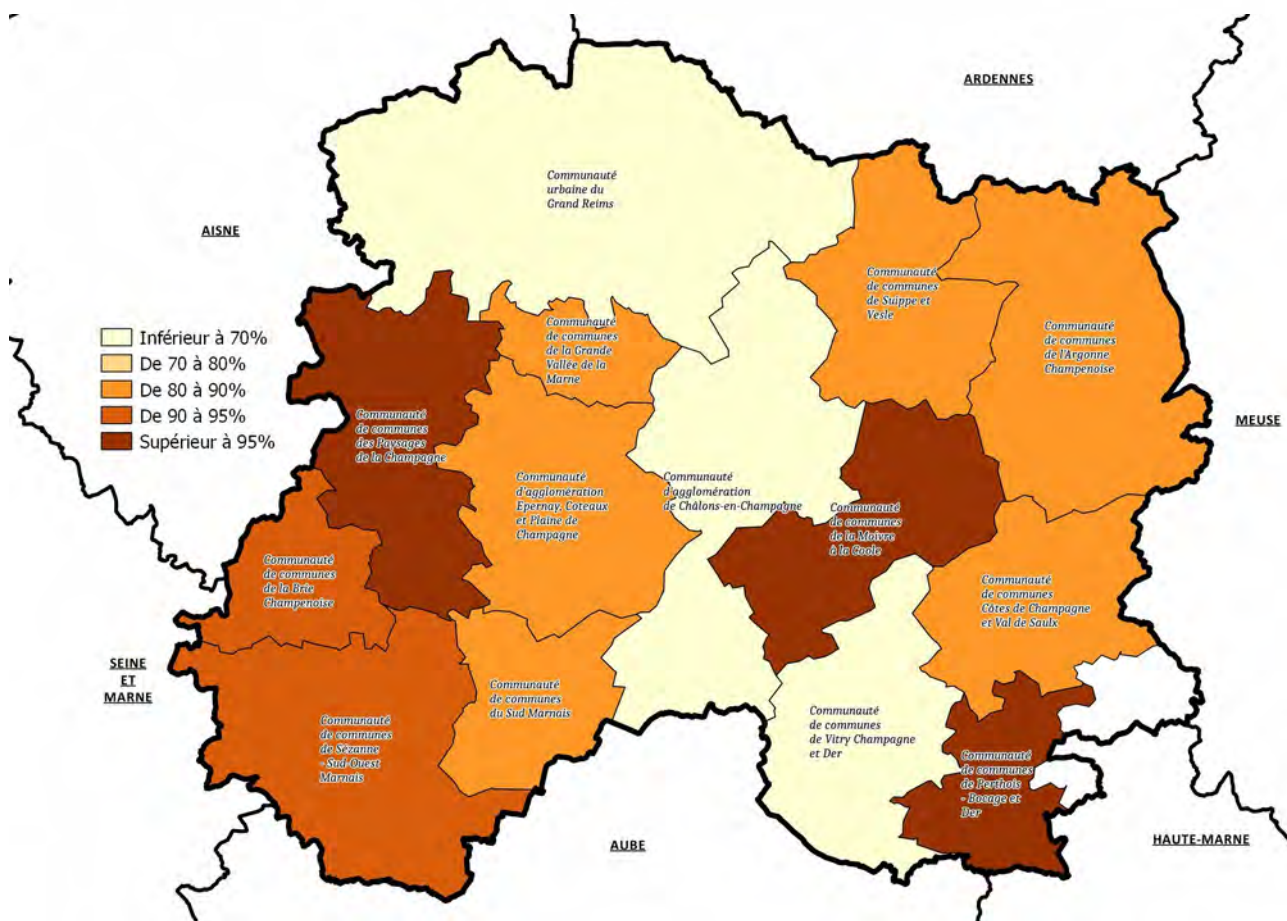 ARDENNES
Communauté
urbaine du
Grand Reims
AISNE
Communauté
de communes
de Suippe et
Vesle
Inférieur à 70%
De 70 à 80%
De 80 à 90%
De 90 à 95%
Supérieur à 95%
Communauté
de communes
de la Grande
Vallée de la
Marne
Communauté
de communes
de l'Argonne
Champenoise
Communauté
de communes
des Paysages
de la Champagne
MEUSE
Communauté
d'agglomération
Epernay, Coteaux
et Plaine de
Champagne
Communauté
d'agglomération
de Châlons-en-Champagne
Communauté
de communes
de la Moivre
à la Coole
Communauté
de communes
de la Brie
Champenoise
Communauté
de communes
Côtes de Champagne
et Val de Saulx
SEINE
ET
MARNE
Communauté
de communes
du Sud Marnais
Communauté
de communes
de Sézanne
- Sud-Ouest
Marnais
Communauté
de communes
de Vitry Champagne
et Der
Communauté
de communes
de Perthois
- Bocage et
Der
AUBE
HAUTE-MARNE